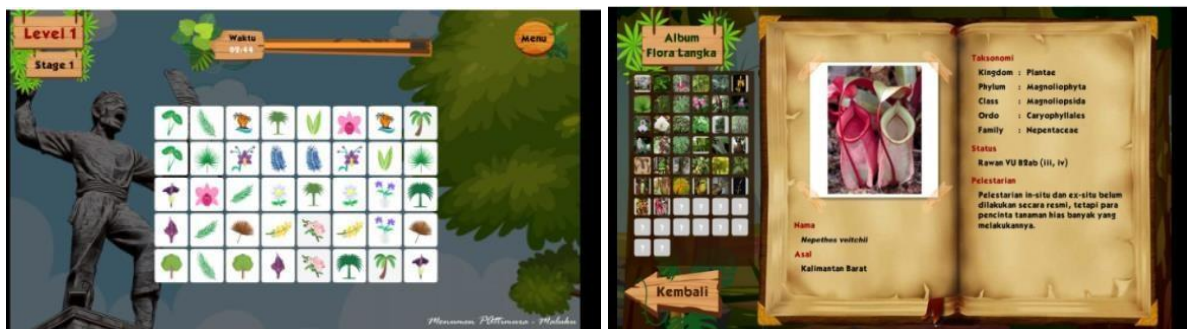 Level 1
Stage 1
Waktu
02:44
Menu
Monumen Pattimura - Maluku
Album
Flora Langka
Kembali
Nama
Nepethes veitchii
Asal
Kalimantan Barat
Taksonomi
Kingdom : Plantae
Phylum : Magnoliophyta
Class : Magnoliopsida
Ordo : Caryophyllales
Family : Nepentaceae
Status
Rawan VU B2ab (iii, iv)
Pelestarian
Pelestarian in-situ dan ex-situ belum
dilakukan secara resmi, tetapi para
pencinta tanaman hias banyak yang
melakukannya.